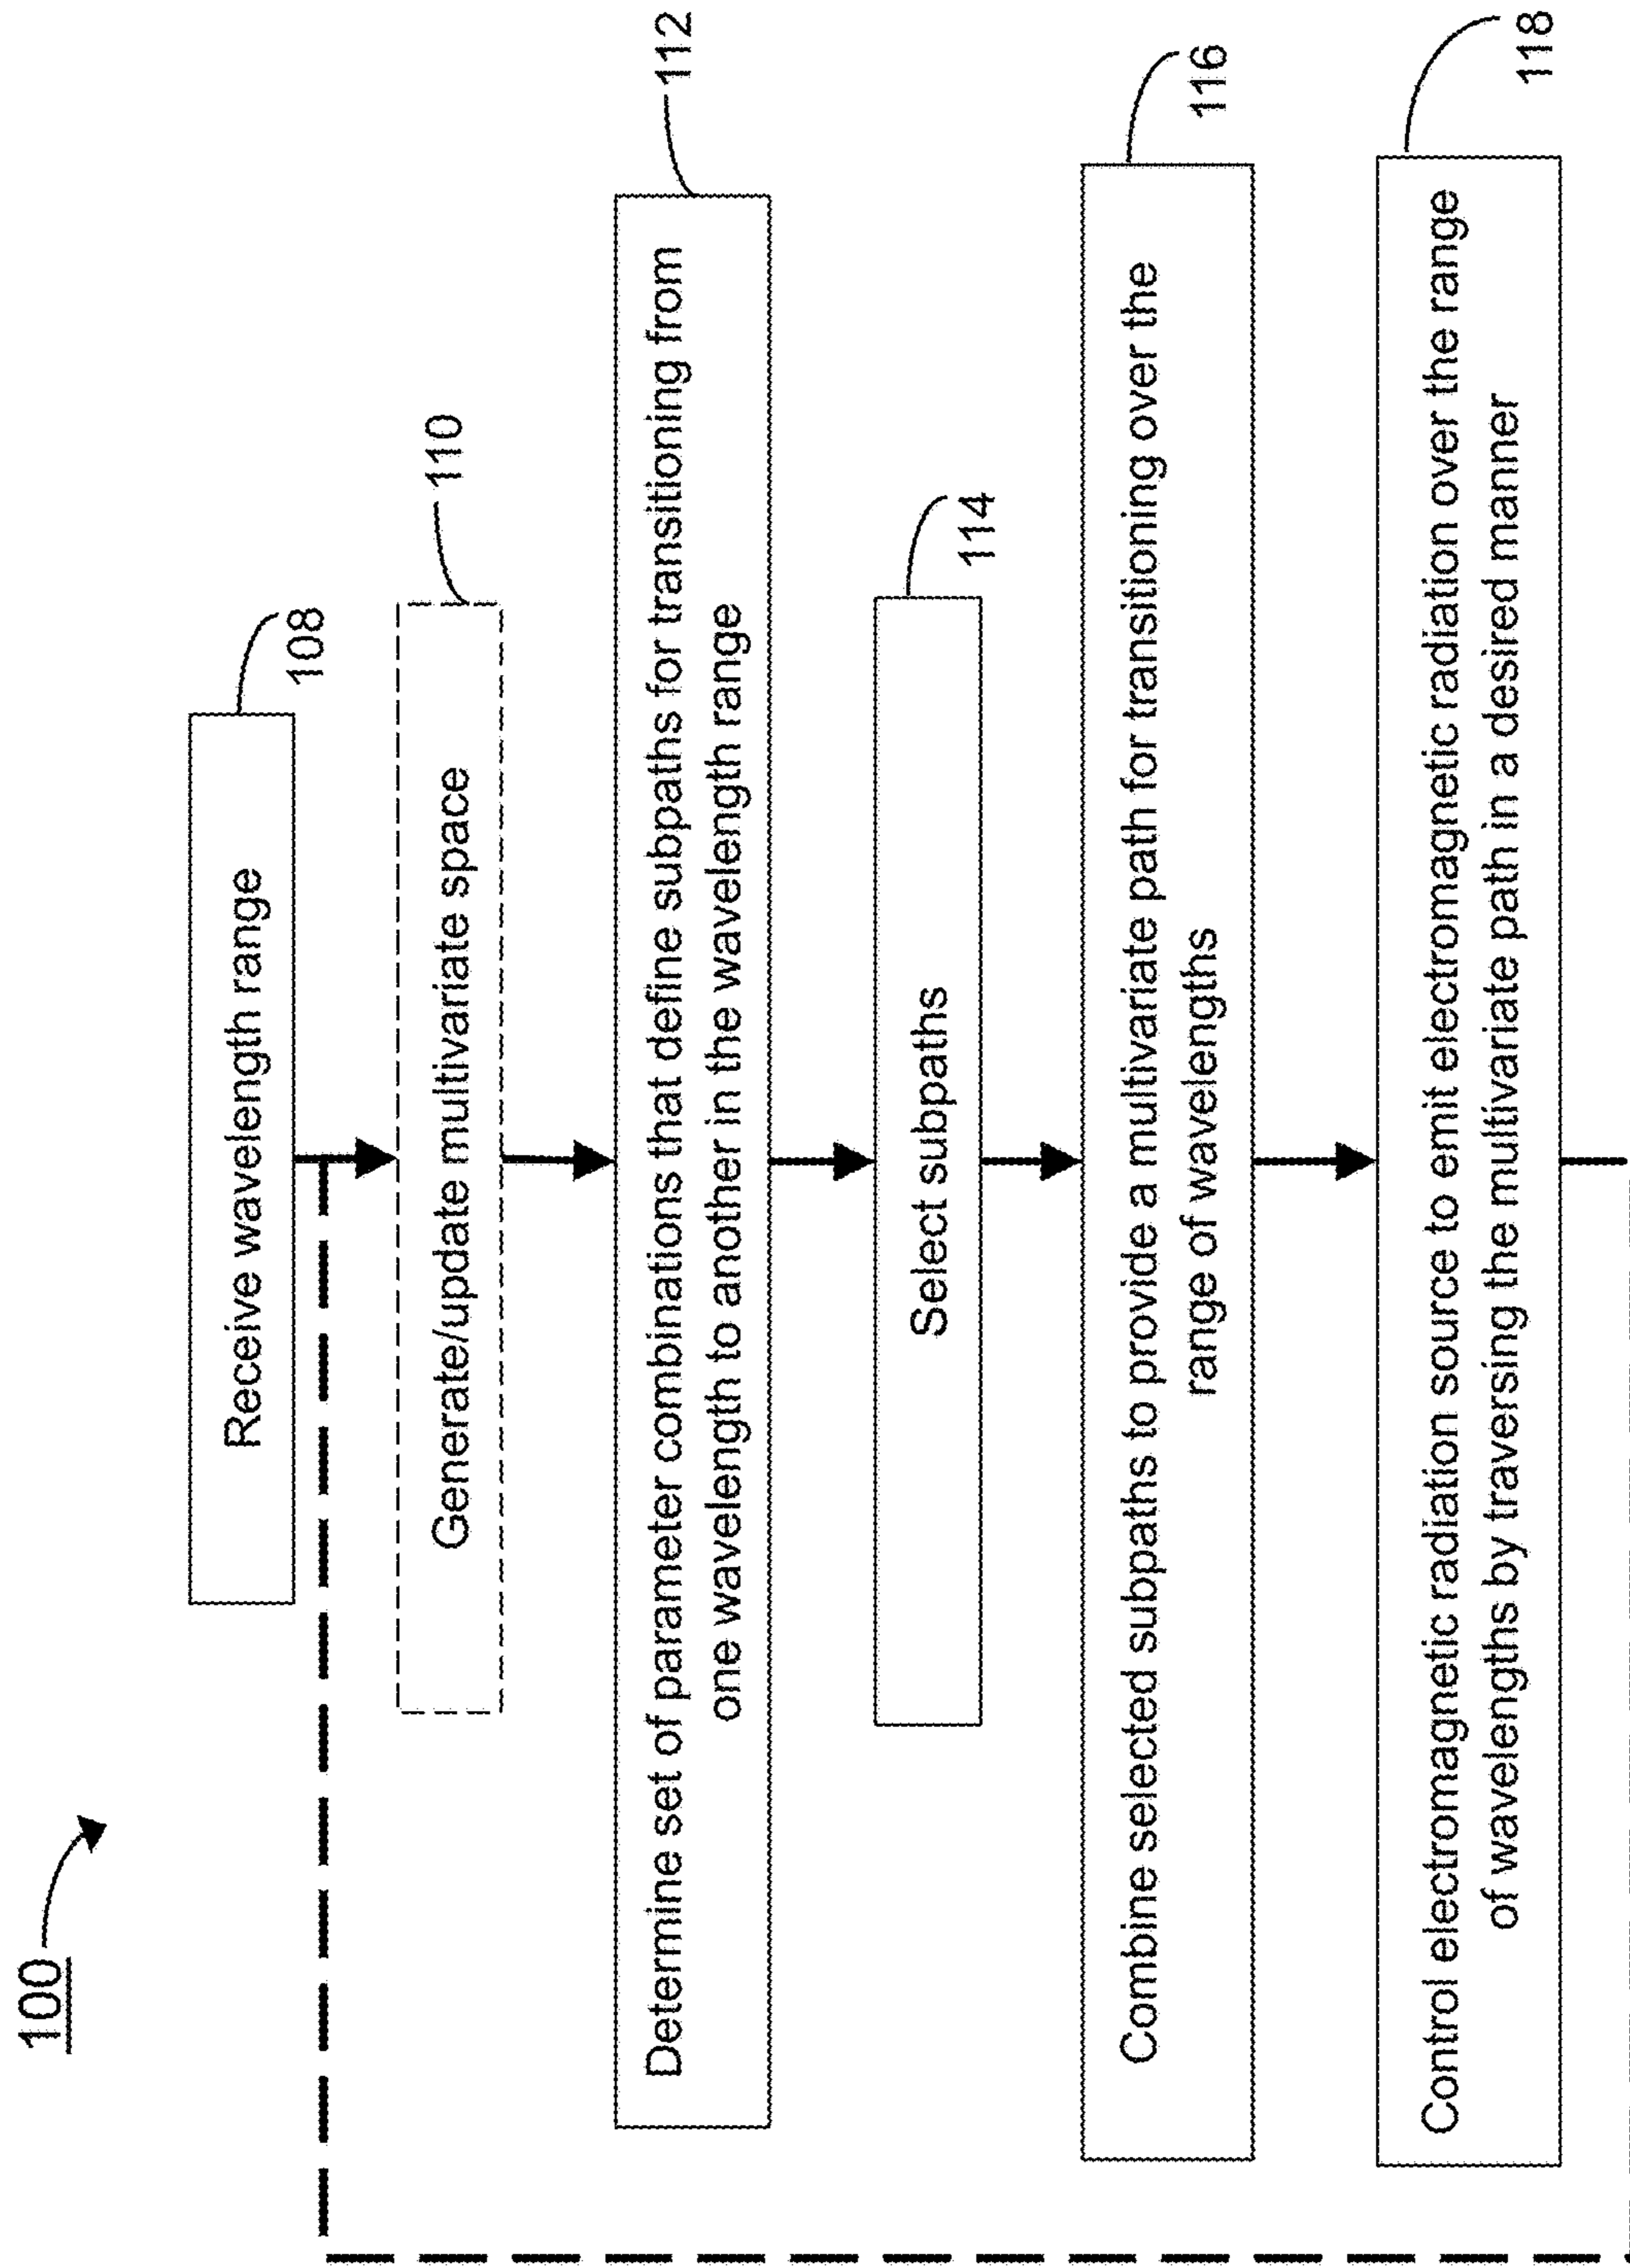 100
Receive wavelength range
108
Generate/update multivariate space
110
Determine set of parameter combinations that define subpaths for transitioning from
one wavelength to another in the wavelength range
112
Select subpaths
114
Combine selected subpaths to provide a multivariate path for transitioning over the
range of wavelengths
116
Control electromagnetic radiation source to emit electromagnetic radiation over the range
of wavelengths by traversing the multivariate path in a desired manner
118